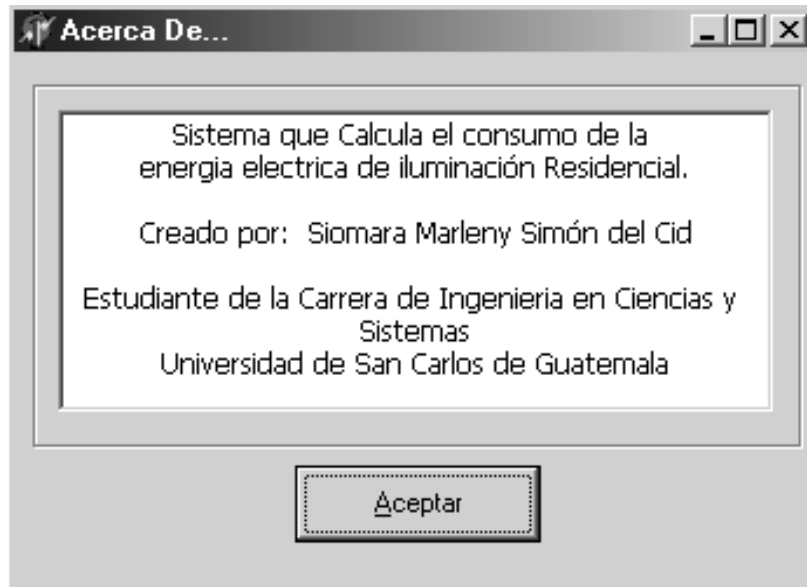 Acerca De...
Sistema que Calcula el consumo de la
energia electrica de iluminación Residencial.
Creado por:  Siomara Marleny Simón del Cid
Estudiante de la Carrera de Ingenieria en Ciencias y
Sistemas
Universidad de San Carlos de Guatemala
Aceptar